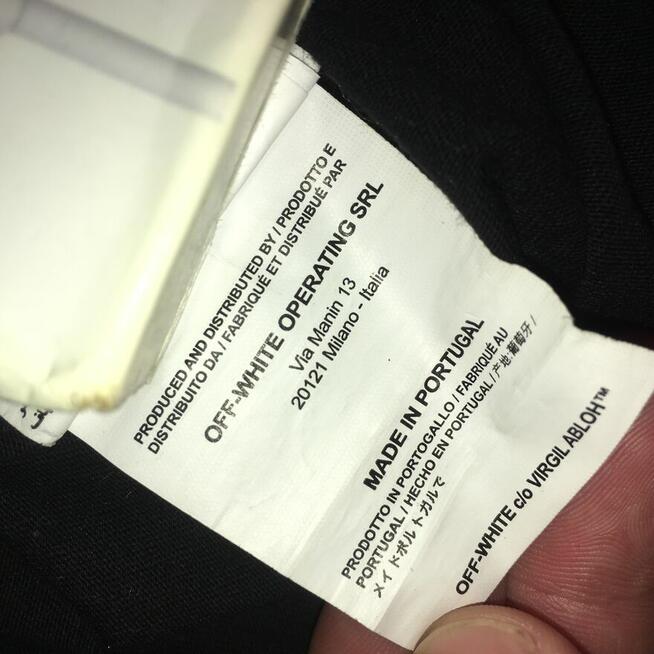 PRODUCED AND DISTRIBUTED BY / PRODOTTO E
DISTRIBUITO DA / FABRIQUÉ ET DISTRIBUÉ PAR
OFF-WHITE OPERATING SRL
Via Manin 13
20121 Milano - Italia
MADE IN PORTUGAL
PRODOTTO IN PORTOGALLO / FABRIQUÉ AU
PORTUGAL / HECHO EN PORTUGAL / 产地:葡萄牙 /
メイドポルトガルで
OFF-WHITE c/o VIRGIL ABLOH™